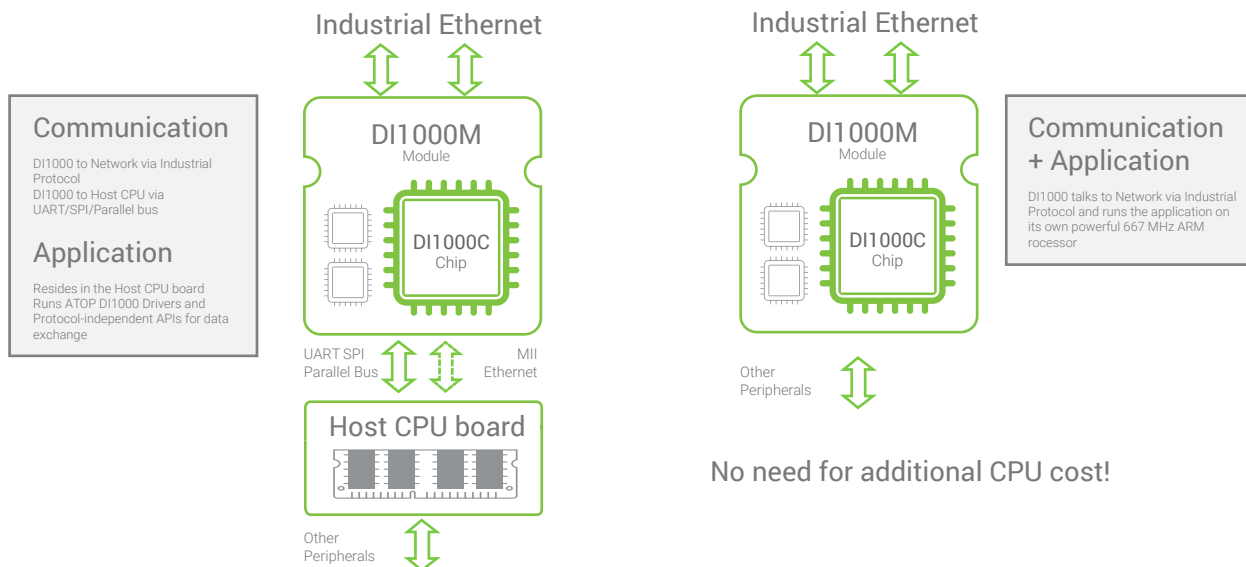 Industrial Ethernet
Communication
DI1000 to Network via Industrial
Protocol
DI1000 to Host CPU via
UART/SPI/Parallel bus
Application
Resides in the Host CPU board
Runs ATOP DI1000 Drivers and
Protocol-independent APIs for data
exchange
DI1000M
Module
DI1000C
Chip
UART SPI
Parallel Bus
MII
Ethernet
Host CPU board
Other
Peripherals
Industrial Ethernet
DI1000M
Module
DI1000C
Chip
Communication
+ Application
DI1000 talks to Network via Industrial
Protocol and runs the application on
its own powerful 667 MHz ARM
rocessor
Other
Peripherals
No need for additional CPU cost!